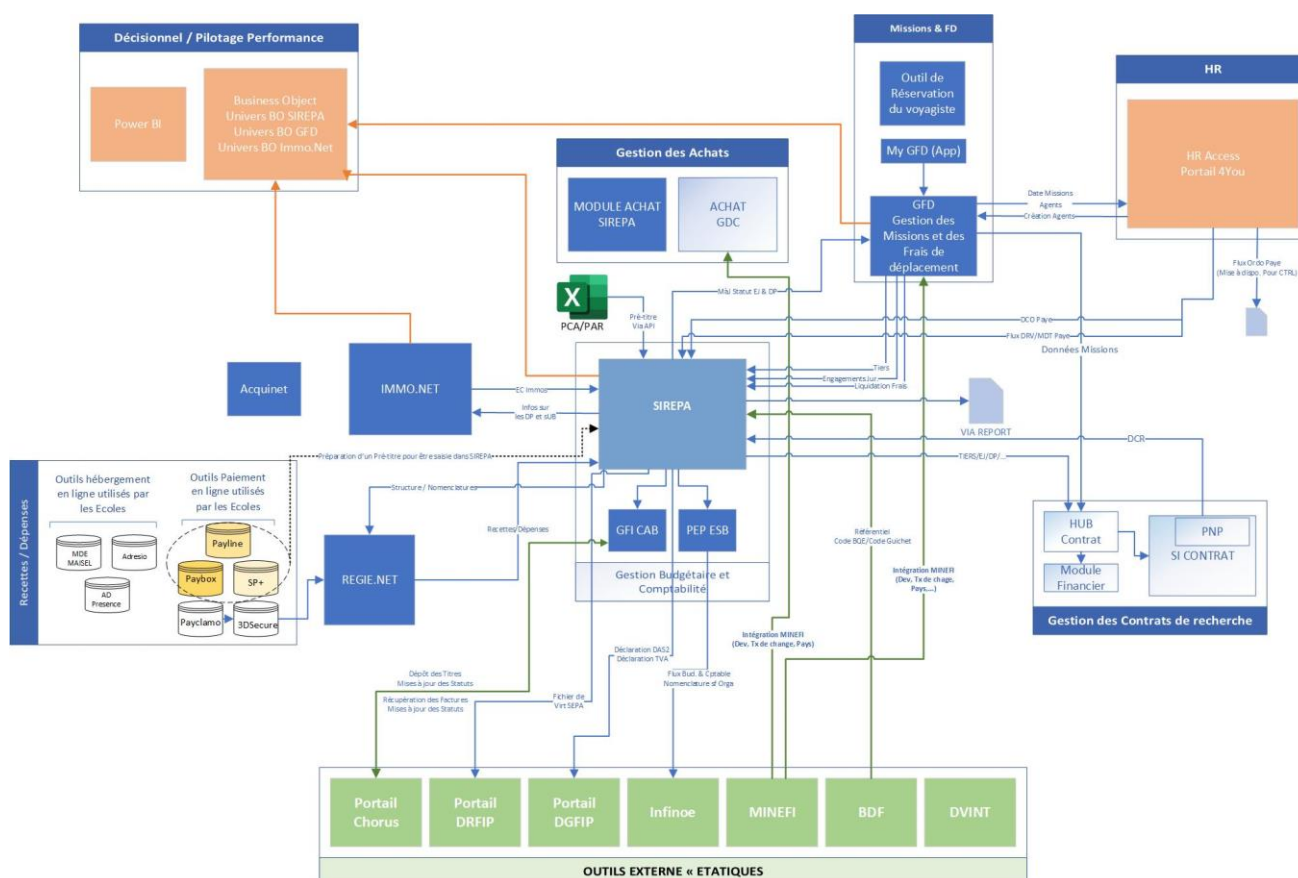 Décisionnel / Pilotage Performance
Power BI
Business Object
Univers BO SIREPA
Univers BO GFD
Univers BO Immo.Net
Missions & FD
Outil de
Réservation
du voyagiste
My GFD (App)
GFD
Gestion des
Missions et des
Frais de
déplacement
HR
HR Access
Portail 4You
Date Missions
Agents
Création Agents
Flux Ordo Paye
(Mise à dispo. Pour CTRL)
Gestion des Achats
MODULE ACHAT
SIREPA
ACHAT
GDC
MàJ Statut EJ & DP
PCA/PAR
Pré-titre
Via API
OCO Paye
Flux DRV/MDT Paye
Données Missions
Acquinet
IMMO.NET
EC Immos
Infos sur
les DP et sUB
SIREPA
Tiers
Engagements Jur.
Liquidation Frais
VIA REPORT
DCR
TIERS/EJ/DP/...
Préparation d'un Pré-titre pour être saisie dans SIREPA
Structure / Nomenclatures
Recettes/Dépenses
Recettes / Dépenses
Outils hébergement
en ligne utilisés par
les Ecoles
MDE
MAISEL
Adresio
AD
Presence
Outils Paiement
en ligne utilisés
par les Ecoles
Payline
Paybox
SP+
Payclamo
3DSecure
REGIE.NET
GFI CAB
PEP ESB
Gestion Budgétaire et
Comptabilité
Référentiel
Code BQE/Code Guichet
Intégration MINEFI
(Dev, Tx de chage,
Pays,...)
HUB
Contrat
Module
Financier
PNP
SI CONTRAT
Gestion des Contrats de recherche
Intégration MINEFI
(Dev, Tx de change, Pays)
Déclaration DAS2
Déclaration TVA
Flux Bud. & Cptable
Nomenclature sf Orga
Dépôt des Titres
Mises à jour des Statuts
Récupération des Factures
Mises à jour des Statuts
Fichier de
Virt SEPA
Portail
Chorus
Portail
DRFIP
Portail
DGFIP
Infinoe
MINEFI
BDF
DVINT
OUTILS EXTERNE « ETATIQUES